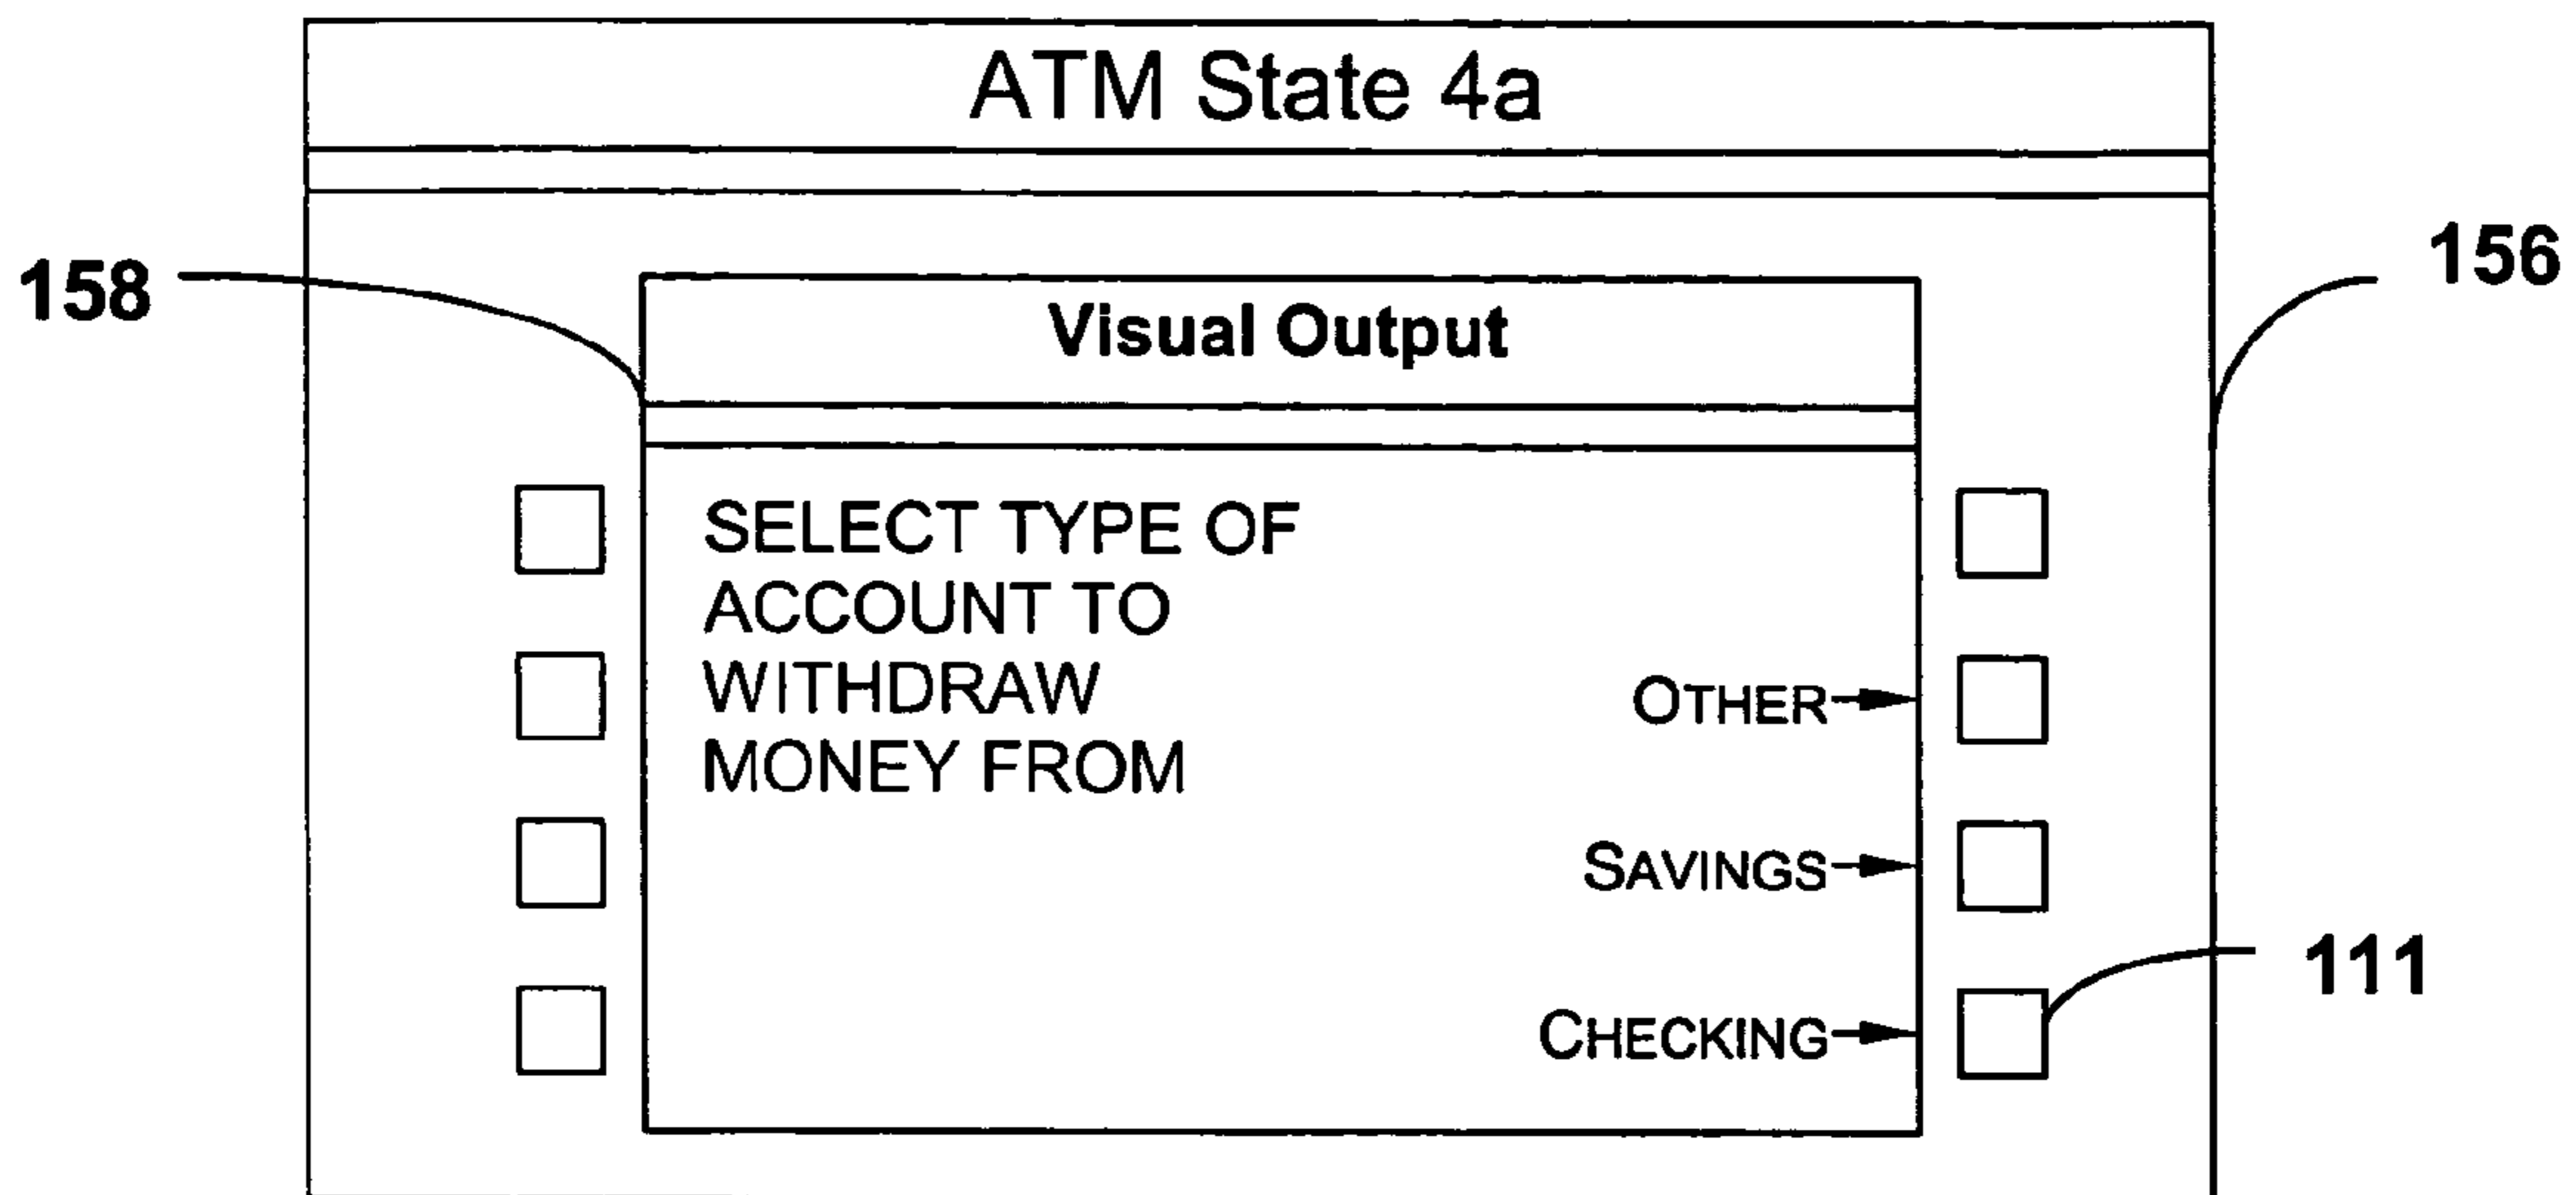 ATM State 4a
158
156
Visual Output
SELECT TYPE OF
ACCOUNT TO
WITHDRAW
MONEY FROM
OTHER
SAVINGS
111
CHECKING